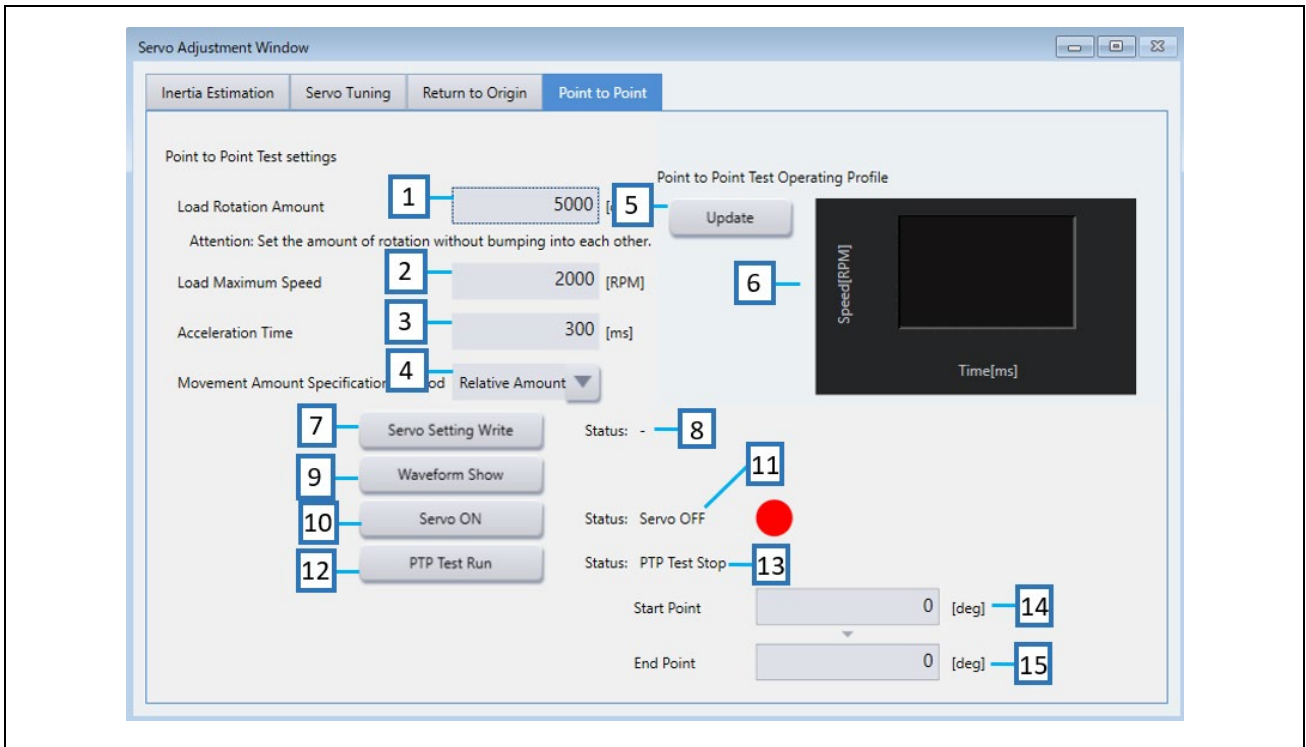 Servo Adjustment Window
Inertia Estimation Servo Tuning Return to Origin Point to Point
Point to Point Test settings
Point to Point Test Operating Profile
1
Load Rotation Amount 5000
5 Update
Attention: Set the amount of rotation without bumping into each other.
2
Load Maximum Speed 2000 [RPM]
6
Speed[RPM]
3
Acceleration Time 300 [ms]
Time[ms]
4
Movement Amount Specification Relative Amount
7 Servo Setting Write Status: - 8
9 Waveform Show
11
10 Servo ON Status: Servo OFF
12 PTP Test Run Status: PTP Test Stop 13
Start Point 0 [deg] 14
End Point 0 [deg] 15